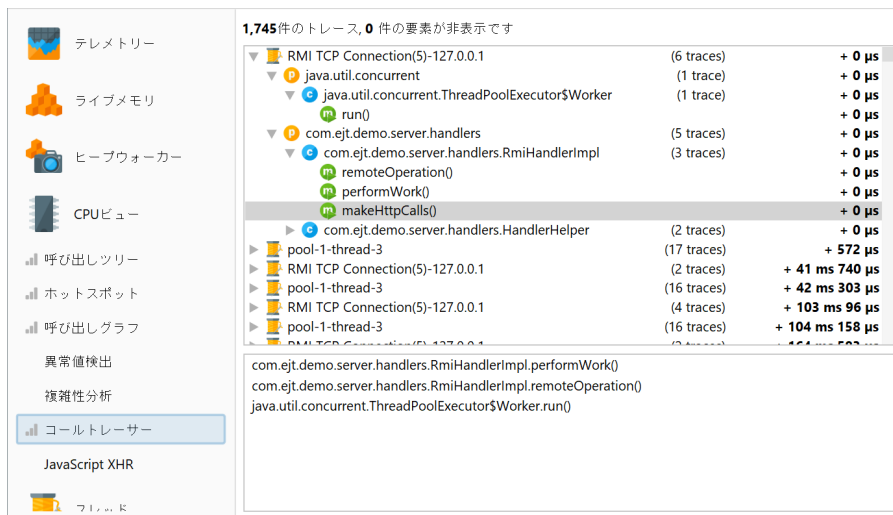 テレメトリー
ライブメモリ
ヒープウォーカー
CPUビュー
呼び出しツリー
ホットスポット
呼び出しグラフ
異常値検出
複雑性分析
コールトレーサー
JavaScript XHR
スレッド
1,745件のトレース, 0 件の要素が非表示です
RMI TCP Connection(5)-127.0.0.1 (6 traces) + 0 µs
java.util.concurrent (1 trace) + 0 µs
java.util.concurrent.ThreadPoolExecutor$Worker (1 trace) + 0 µs
run() + 0 µs
com.ejt.demo.server.handlers (5 traces) + 0 µs
com.ejt.demo.server.handlers.RmiHandlerImpl (3 traces) + 0 µs
remoteOperation() + 0 µs
performWork() + 0 µs
makeHttpCalls() + 0 µs
com.ejt.demo.server.handlers.HandlerHelper (2 traces) + 0 µs
pool-1-thread-3 (17 traces) + 572 µs
RMI TCP Connection(5)-127.0.0.1 (2 traces) + 41 ms 740 µs
pool-1-thread-3 (16 traces) + 42 ms 303 µs
RMI TCP Connection(5)-127.0.0.1 (4 traces) + 103 ms 96 µs
pool-1-thread-3 (16 traces) + 104 ms 158 µs
RMI TCP Connection(5)-127.0.0.1
com.ejt.demo.server.handlers.RmiHandlerImpl.performWork()
com.ejt.demo.server.handlers.RmiHandlerImpl.remoteOperation()
java.util.concurrent.ThreadPoolExecutor$Worker.run()